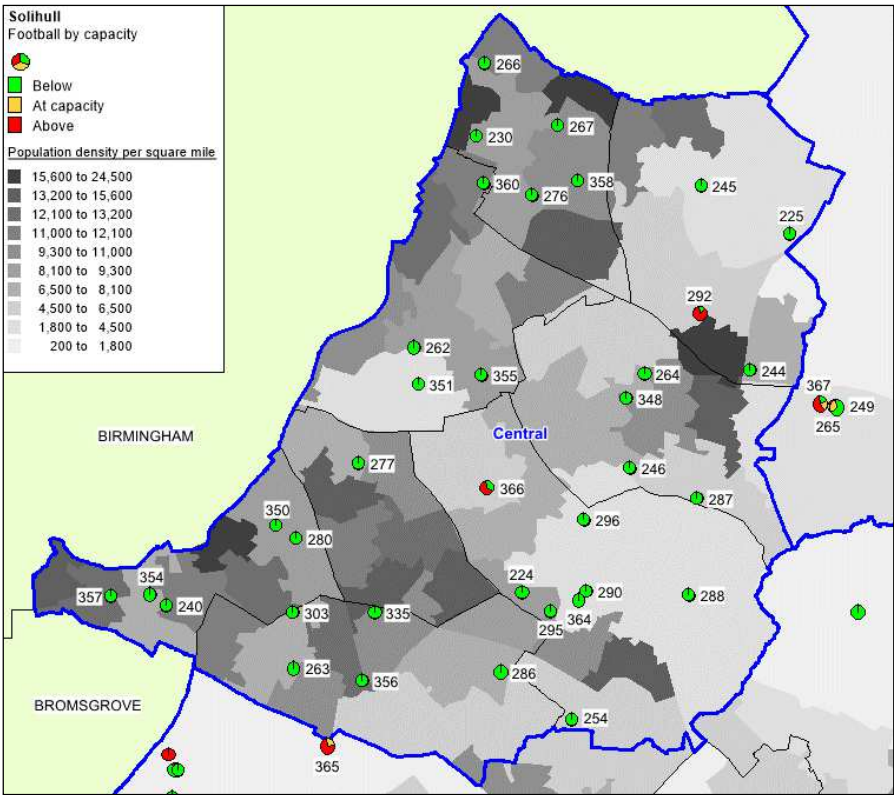 Solihull
Football by capacity
Below
At capacity
Above
Population density per square mile
15,600 to 24,500
13,200 to 15,600
12,100 to 13,200
11,000 to 12,100
9,300 to 11,000
8,100 to 9,300
6,500 to 8,100
4,500 to 6,500
1,800 to 4,500
200 to 1,800
266
267
230
360
276
358
245
225
292
262
351
355
264
348
244
367
249
265
BIRMINGHAM
Central
277
366
246
287
350
280
296
354
357
240
303
335
224
290
364
295
288
263
356
286
BROMSGROVE
254
365